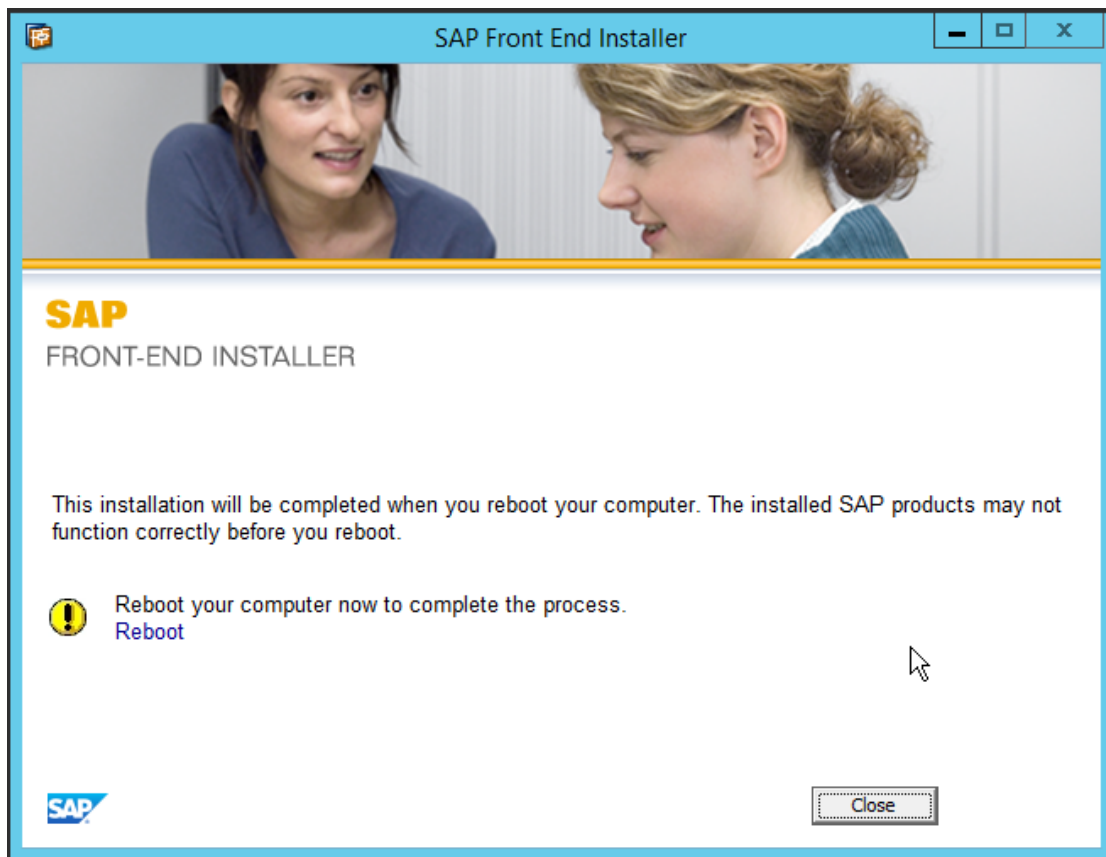 SAP Front End Installer
SAP
FRONT-END INSTALLER
This installation will be completed when you reboot your computer. The installed SAP products may not
function correctly before you reboot.
Reboot your computer now to complete the process.
Reboot
SAP
Close